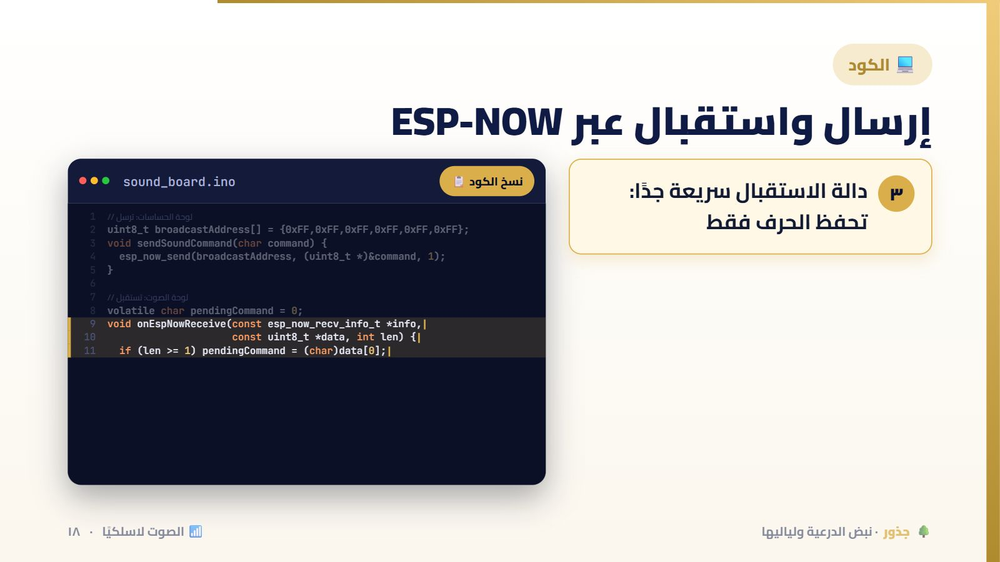 الكود
إرسال واستقبال عبر ESP-NOW
٣
دالة الاستقبال سريعة جدًا:
تحفظ الحرف فقط
sound_board.ino
نسخ الكود
1 // لوحة الحساسات: ترسل
2 uint8_t broadcastAddress[] = {0xFF,0xFF,0xFF,0xFF,0xFF,0xFF};
3 void sendSoundCommand(char command) {
4   esp_now_send(broadcastAddress, (uint8_t *)&command, 1);
5 }
6
7 // لوحة الصوت: تستقبل
8 volatile char pendingCommand = 0;
9 void onEspNowReceive(const esp_now_recv_info_t *info,
10                      const uint8_t *data, int len) {
11   if (len >= 1) pendingCommand = (char)data[0];
جذور · نبض الدرعية ولياليها
الصوت لاسلكيًا · ١٨